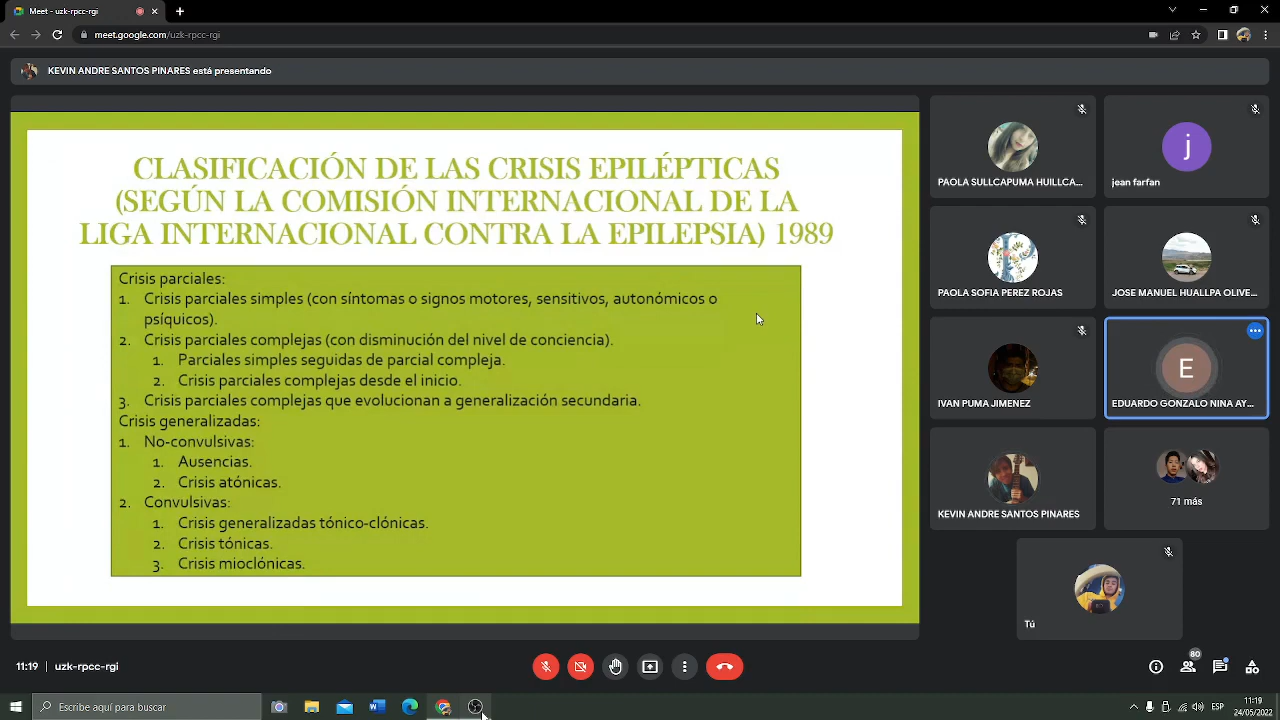 Meet - uzk-rpcc-rgi
meet.google.com/uzk-rpcc-rgi
KEVIN ANDRE SANTOS PINARES está presentando
CLASIFICACIÓN DE LAS CRISIS EPILÉPTICAS
(SEGÚN LA COMISIÓN INTERNACIONAL DE LA
LIGA INTERNACIONAL CONTRA LA EPILEPSIA) 1989
Crisis parciales:
1. Crisis parciales simples (con síntomas o signos motores, sensitivos, autonómicos o
psíquicos).
2. Crisis parciales complejas (con disminución del nivel de conciencia).
1. Parciales simples seguidas de parcial compleja.
2. Crisis parciales complejas desde el inicio.
3. Crisis parciales complejas que evolucionan a generalización secundaria.
Crisis generalizadas:
1. No-convulsivas:
1. Ausencias.
2. Crisis atónicas.
2. Convulsivas:
1. Crisis generalizadas tónico-clónicas.
2. Crisis tónicas.
3. Crisis mioclónicas.
PAOLA SULLCAPUMA HUILLCA...
j
jean farfan
PAOLA SOFIA PEREZ ROJAS
JOSE MANUEL HUALLPA OLIVE...
IVAN PUMA JIMENEZ
E
EDUARDO GONZALO NINA AY...
KEVIN ANDRE SANTOS PINARES
71 más
Tú
11:19 | uzk-rpcc-rgi
80
Escribe aquí para buscar
W
ESP
11:19
24/05/2022